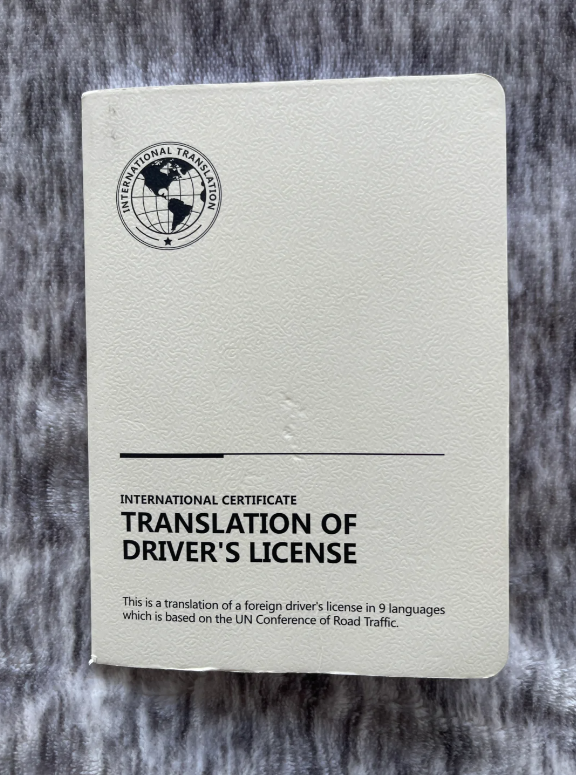 INTERNATIONAL TRANSLATION
INTERNATIONAL CERTIFICATE
TRANSLATION OF
DRIVER'S LICENSE
This is a translation of a foreign driver's license in 9 languages
which is based on the UN Conference of Road Traffic.